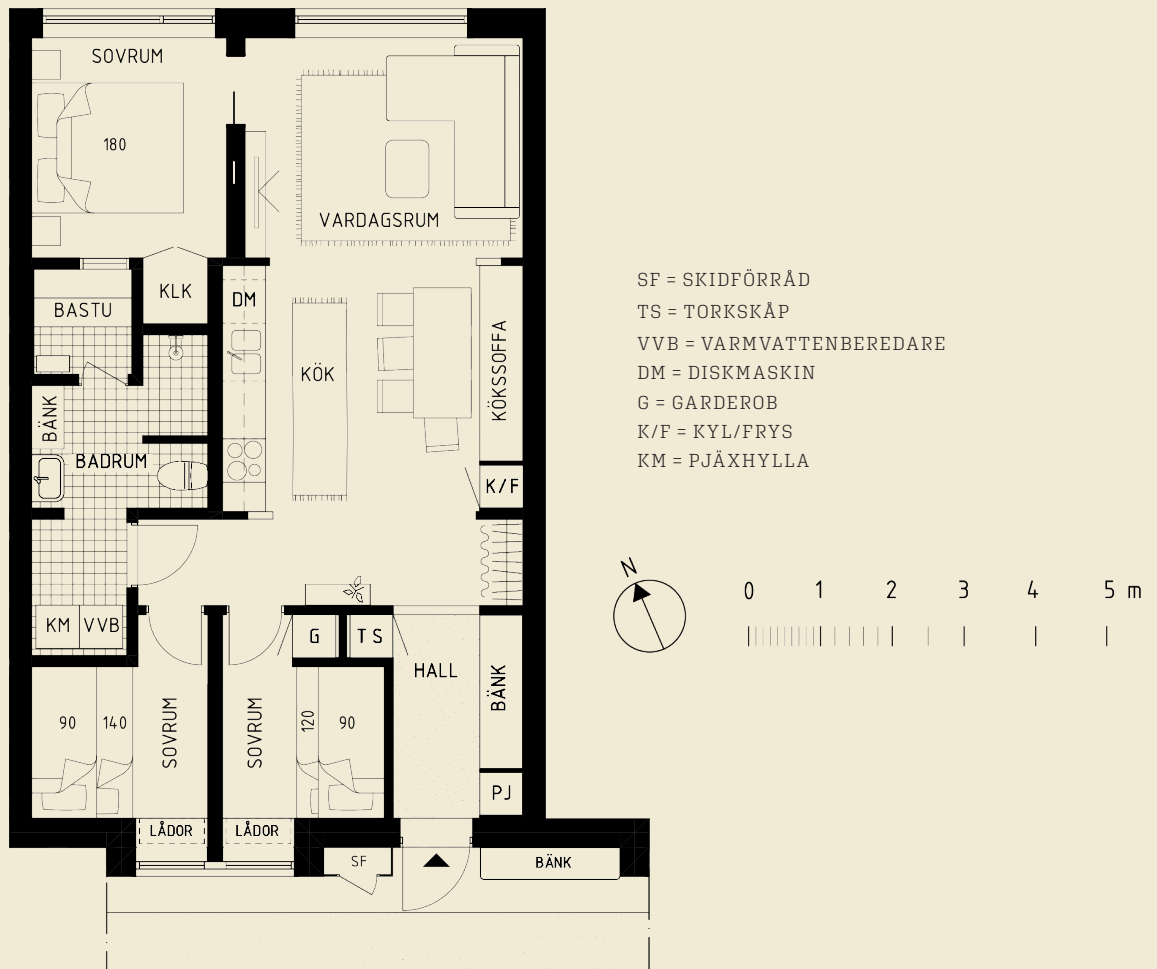 SOVRUM
180
VARDAGSRUM
BASTU
KLK
DM
KÖK
KÖKSSOFFA
BÄNK
BADRUM
K/F
KM
VVB
G
TS
HALL
BÄNK
90
140
SOVRUM
SOVRUM
120
90
PJ
LÅDOR
LÅDOR
SF
BÄNK
SF = SKIDFÖRRÅD
TS = TORKSKÅP
VVB = VARMVATTENBEREDARE
DM = DISKMASKIN
G = GARDEROB
K/F = KYL/FRYS
KM = PJÄXHYLLA
N
0 1 2 3 4 5 m